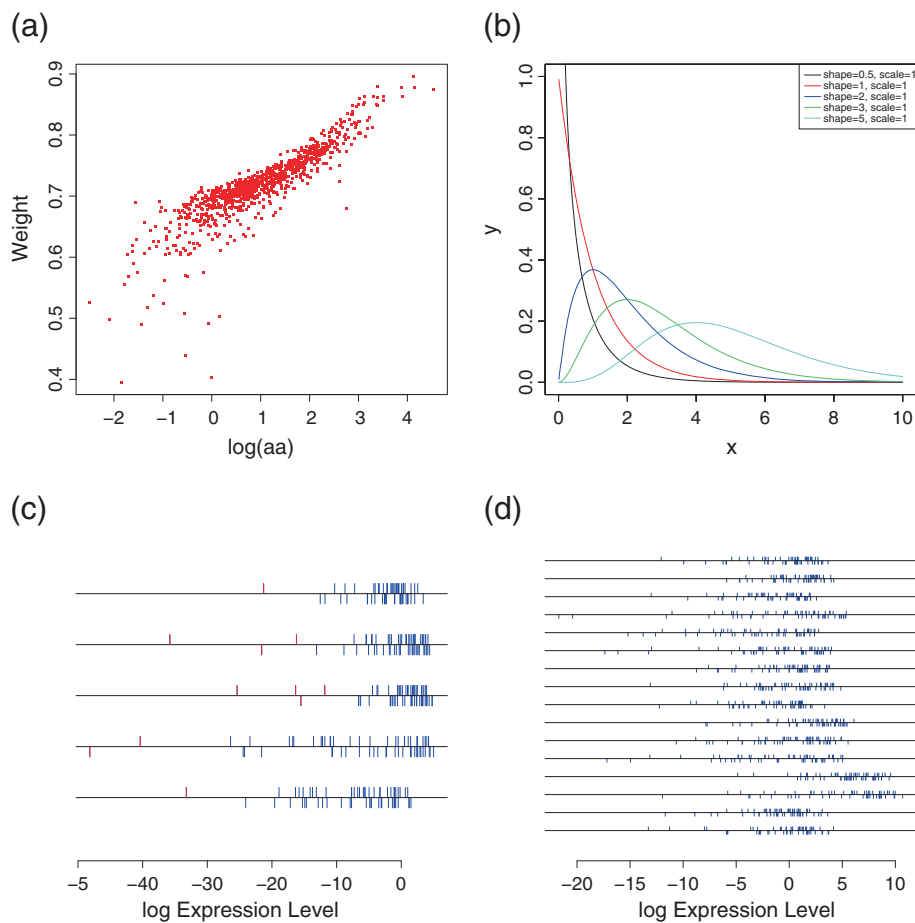 (a)
Weight
0.9
0.8
0.7
0.6
0.5
0.4
−2 −1 0 1 2 3 4
log(aa)
(b)
y
1.0
0.8
0.6
0.4
0.2
0.0
shape=0.5, scale=1
shape=1, scale=1
shape=2, scale=1
shape=3, scale=1
shape=5, scale=1
0 2 4 6 8 10
x
(c)
−5 −40 −30 −20 −10 0
log Expression Level
(d)
−20 −15 −10 −5 0 5 10
log Expression Level